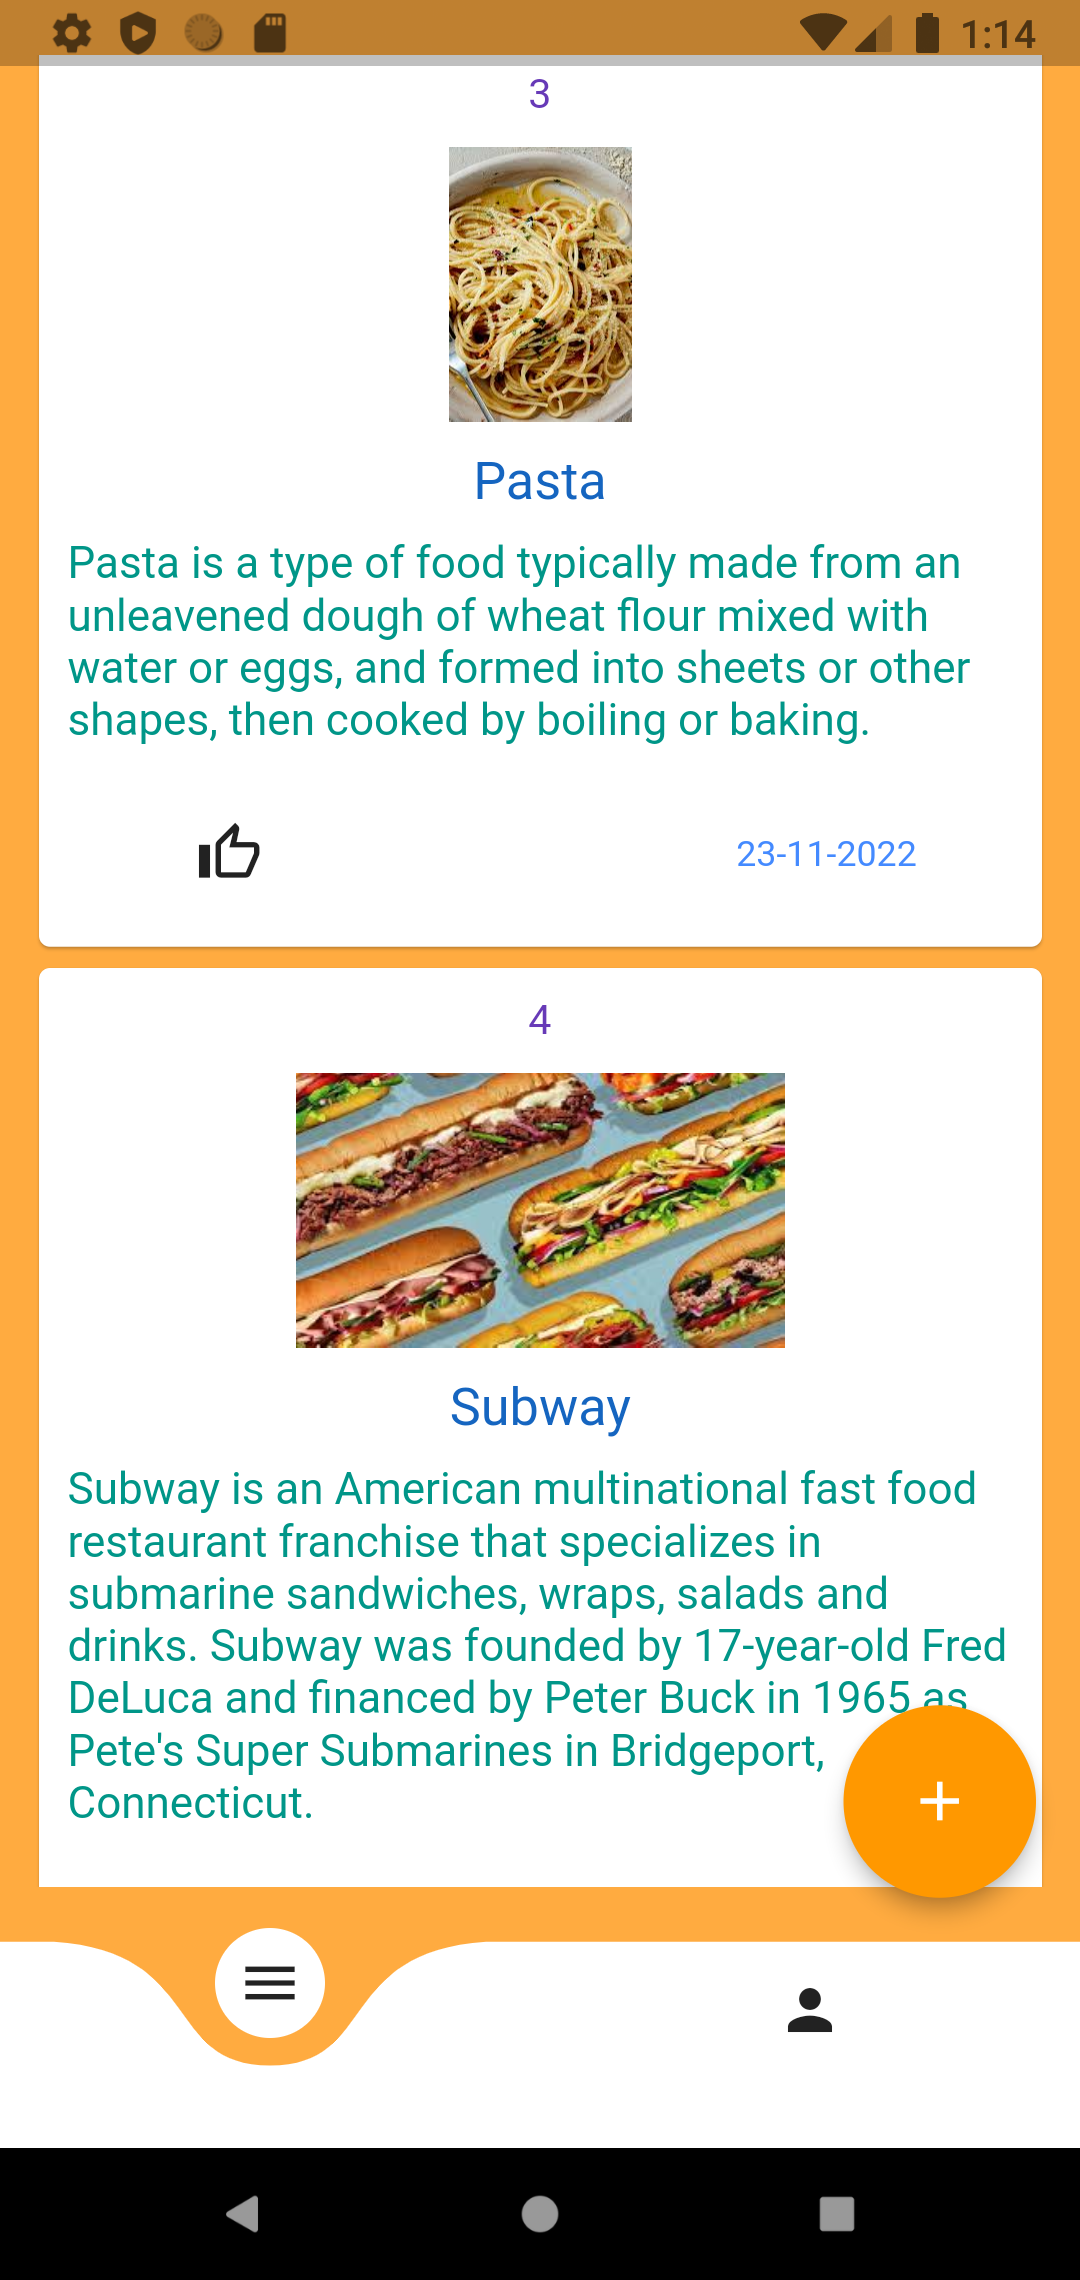 1:14
3
Pasta
Pasta is a type of food typically made from an
unleavened dough of wheat flour mixed with
water or eggs, and formed into sheets or other
shapes, then cooked by boiling or baking.
23-11-2022
4
Subway
Subway is an American multinational fast food
restaurant franchise that specializes in
submarine sandwiches, wraps, salads and
drinks. Subway was founded by 17-year-old Fred
DeLuca and financed by Peter Buck in 1965 as
Pete's Super Submarines in Bridgeport,
Connecticut.